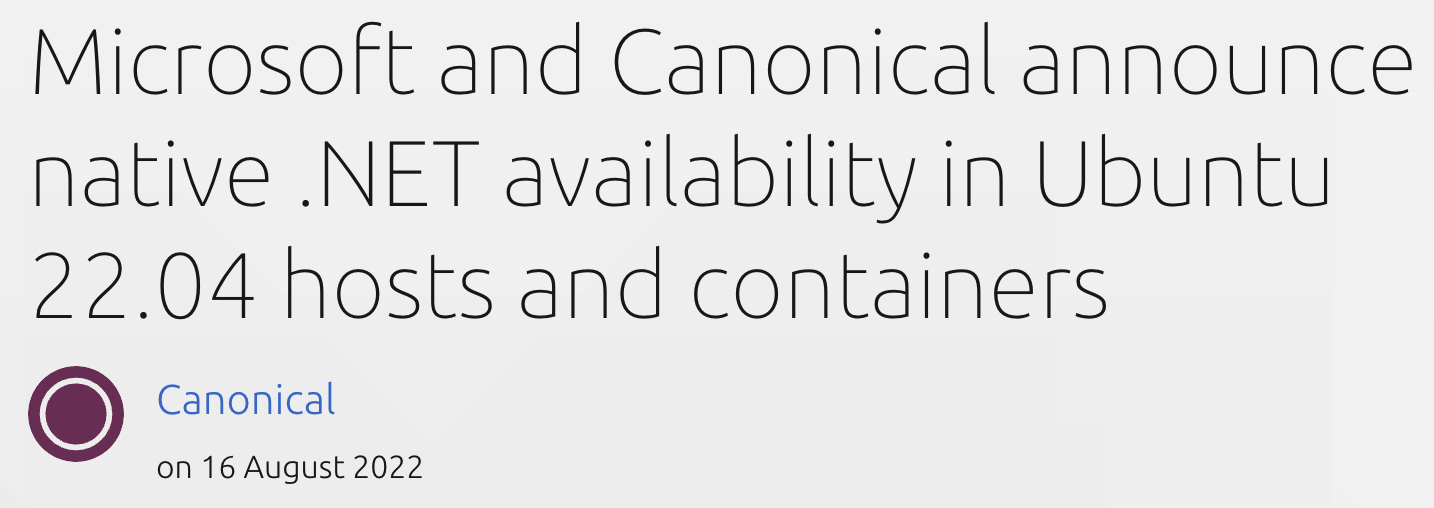 Microsoft and Canonical announce
native .NET availability in Ubuntu
22.04 hosts and containers
Canonical
on 16 August 2022